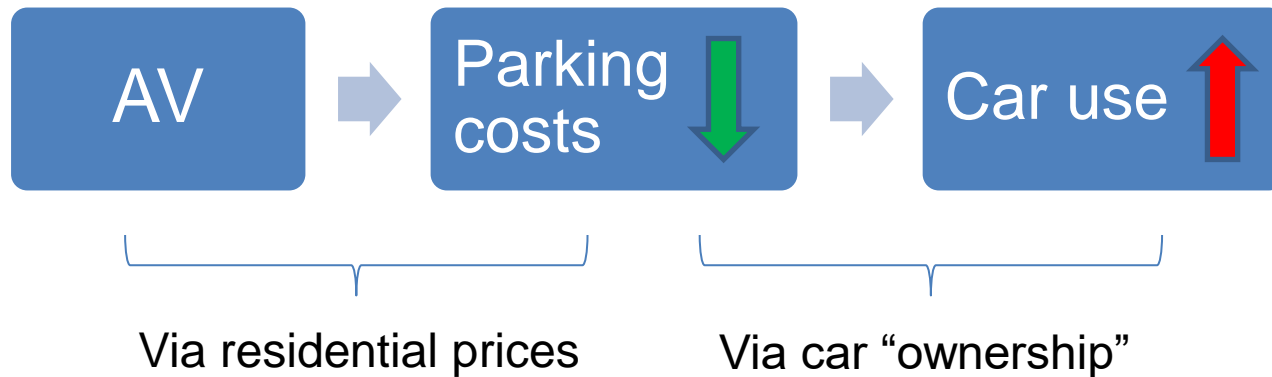 AV
Parking
costs
Car use
Via residential prices
Via car “ownership”